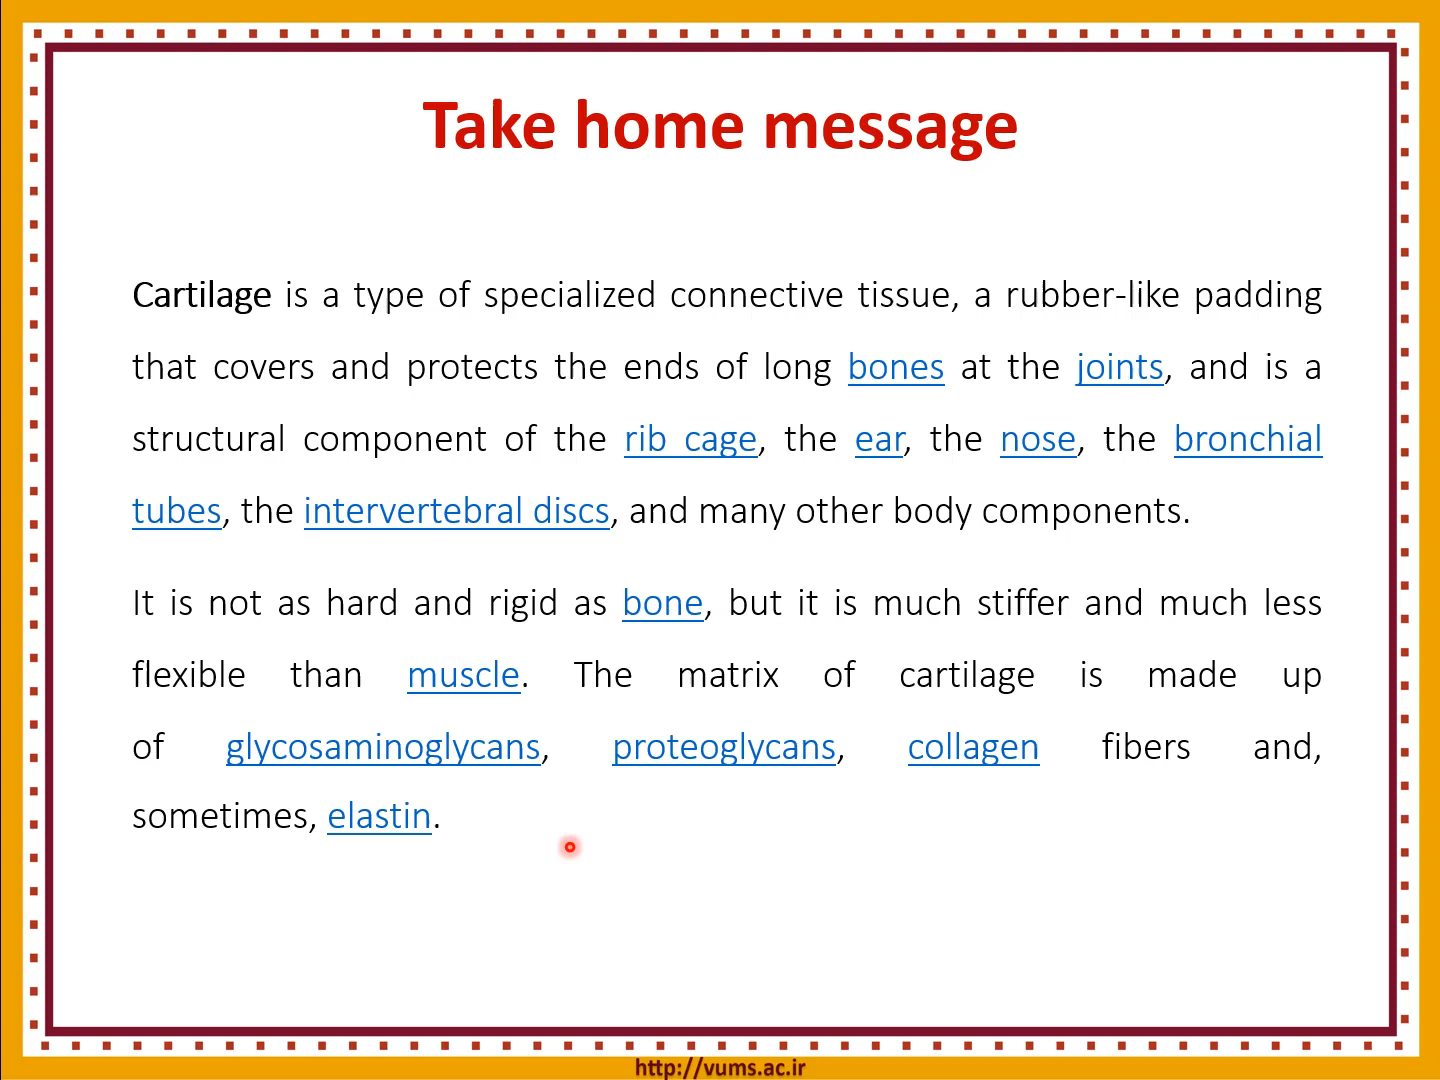 Take home message
Cartilage is a type of specialized connective tissue, a rubber-like padding
that covers and protects the ends of long bones at the joints, and is a
structural component of the rib cage, the ear, the nose, the bronchial
tubes, the intervertebral discs, and many other body components.
It is not as hard and rigid as bone, but it is much stiffer and much less
flexible than muscle. The matrix of cartilage is made up
of glycosaminoglycans, proteoglycans, collagen fibers and,
sometimes, elastin.
http://vums.ac.ir